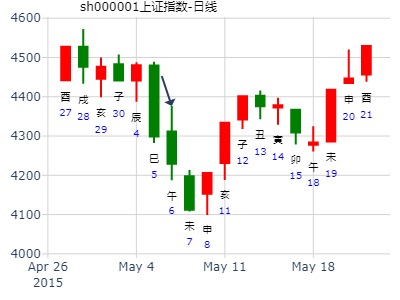 sh000001上证指数-日线
4600
4500
4400
4300
4200
4100
4000
酉
27
戌
28
亥
29
子
30
辰
4
巳
5
午
6
未
7
申
8
亥
11
子
12
丑
13
寅
14
卯
15
午
18
未
19
申
20
酉
21
Apr 26
2015
May 4
May 11
May 18